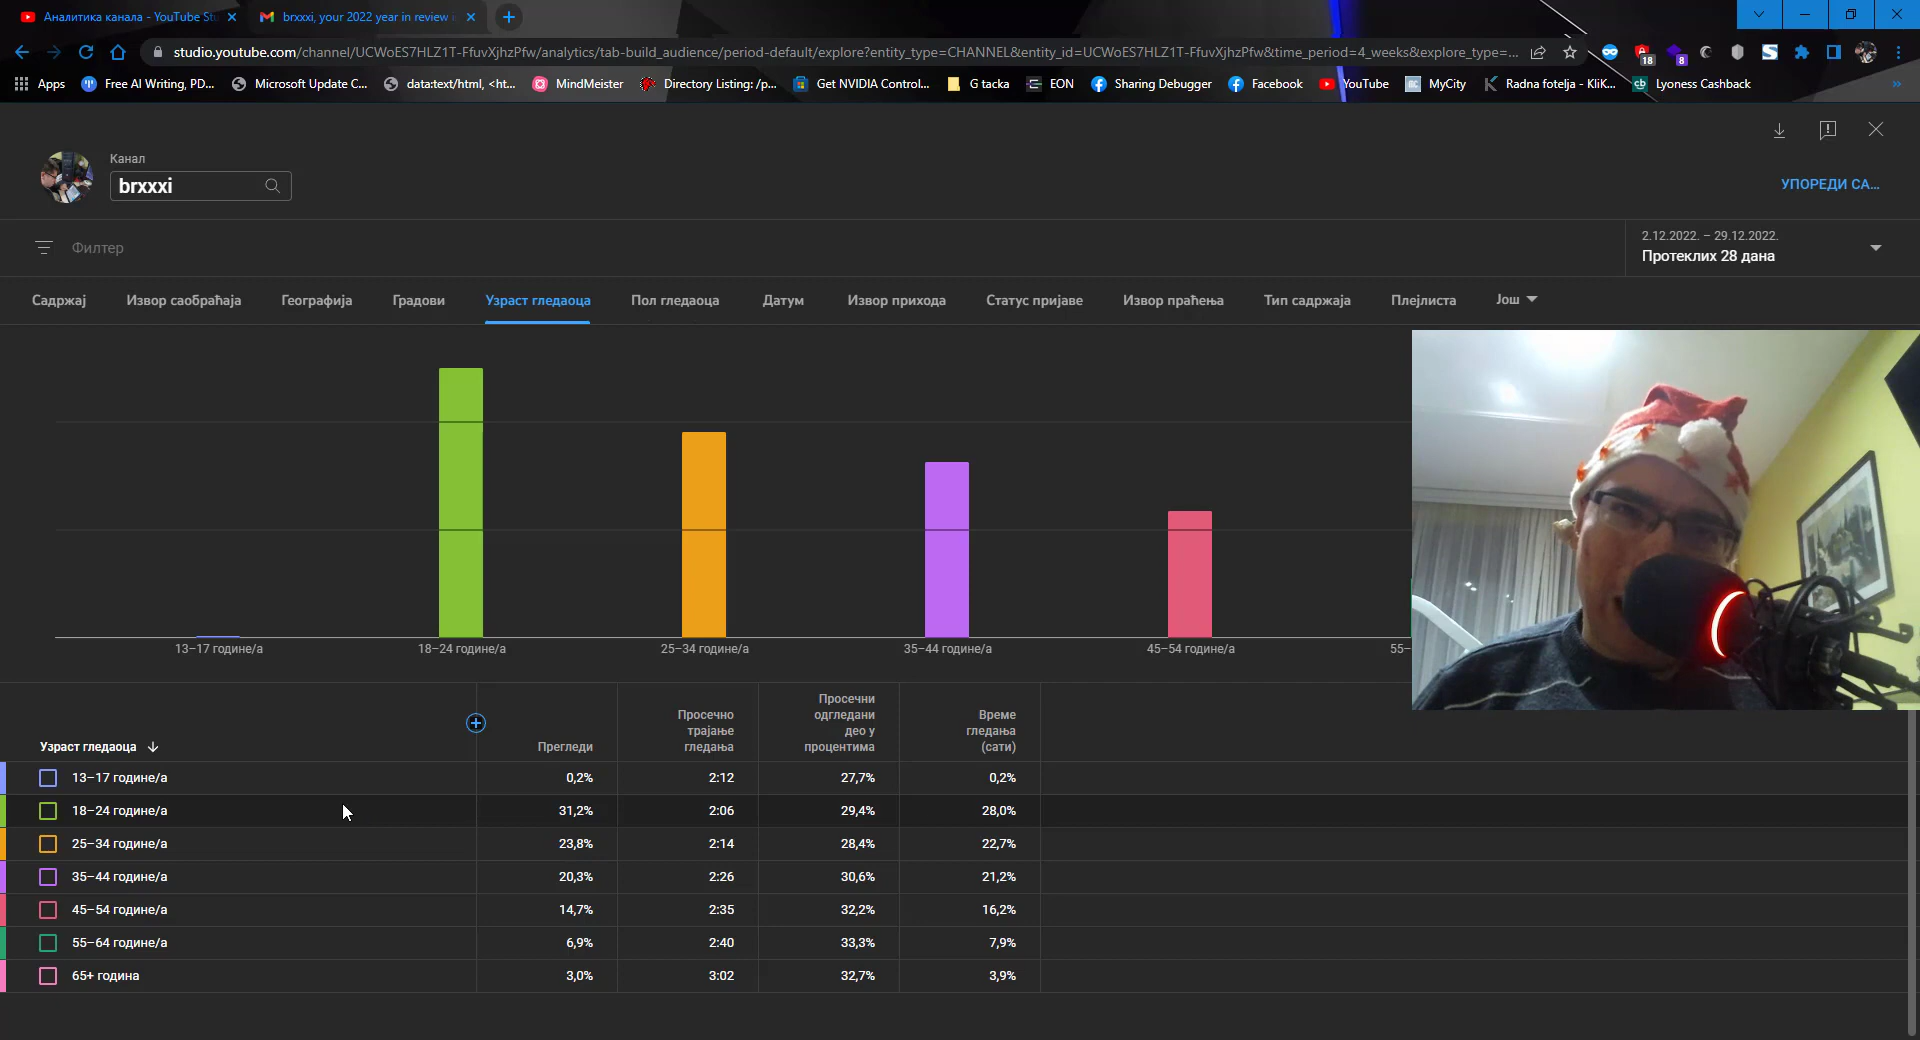 Аналитика канала - YouTube Stu
brxxxi, your 2022 year in review o
studio.youtube.com/channel/UCWoES7HLZ1T-FfuvXjhzPfw/analytics/tab-build_audience/period-default/explore?entity_type=CHANNEL&entity_id=UCWoES7HLZ1T-FfuvXjhzPfw&time_period=4_weeks&explore_type=...
18
8
Apps
Free AI Writing, PD...
Microsoft Update C...
data:text/html, <ht...
MindMeister
Directory Listing: /p...
Get NVIDIA Control...
G tacka
EON
Sharing Debugger
Facebook
YouTube
MyCity
Radna fotelja - KliK...
cb
Lyoness Cashback
»
Канал
brxxxi
УПОРЕДИ СА...
Филтер
2.12.2022. – 29.12.2022.
Протеклих 28 дана
Садржај
Извор саобраћаја
Географија
Градови
Узраст гледаоца
Пол гледаоца
Датум
Извор прихода
Статус пријаве
Извор праћења
Тип садржаја
Плејлиста
Још
13–17 године/а
18–24 године/а
25–34 године/а
35–44 године/а
45–54 године/а
55–
Узраст гледаоца
Прегледи
Просечно
трајање
гледања
Просечни
одгледани
део у
процентима
Време
гледања
(сати)
13–17 године/а 0,2% 2:12 27,7% 0,2%
18–24 године/а 31,2% 2:06 29,4% 28,0%
25–34 године/а 23,8% 2:14 28,4% 22,7%
35–44 године/а 20,3% 2:26 30,6% 21,2%
45–54 године/а 14,7% 2:35 32,2% 16,2%
55–64 године/а 6,9% 2:40 33,3% 7,9%
65+ година 3,0% 3:02 32,7% 3,9%